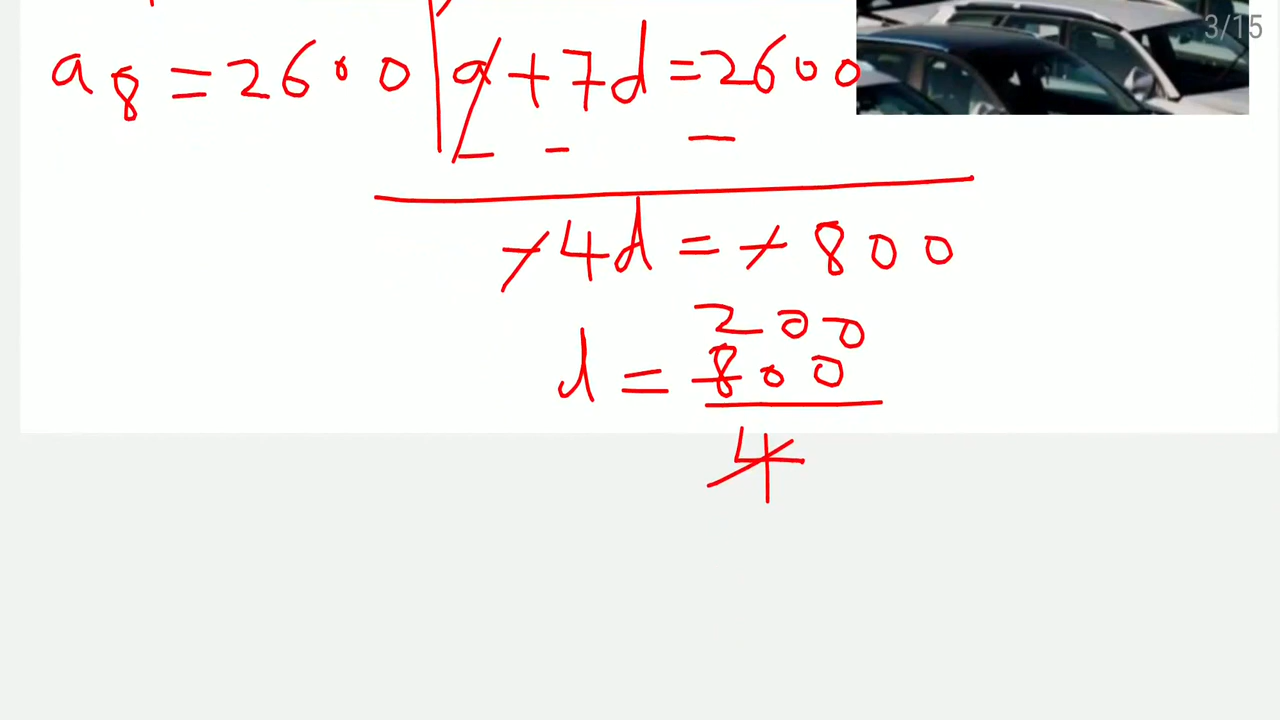 3/15
a8 = 2600 | a + 7d = 2600
- - -
-4d = -800
200
d = 800
4